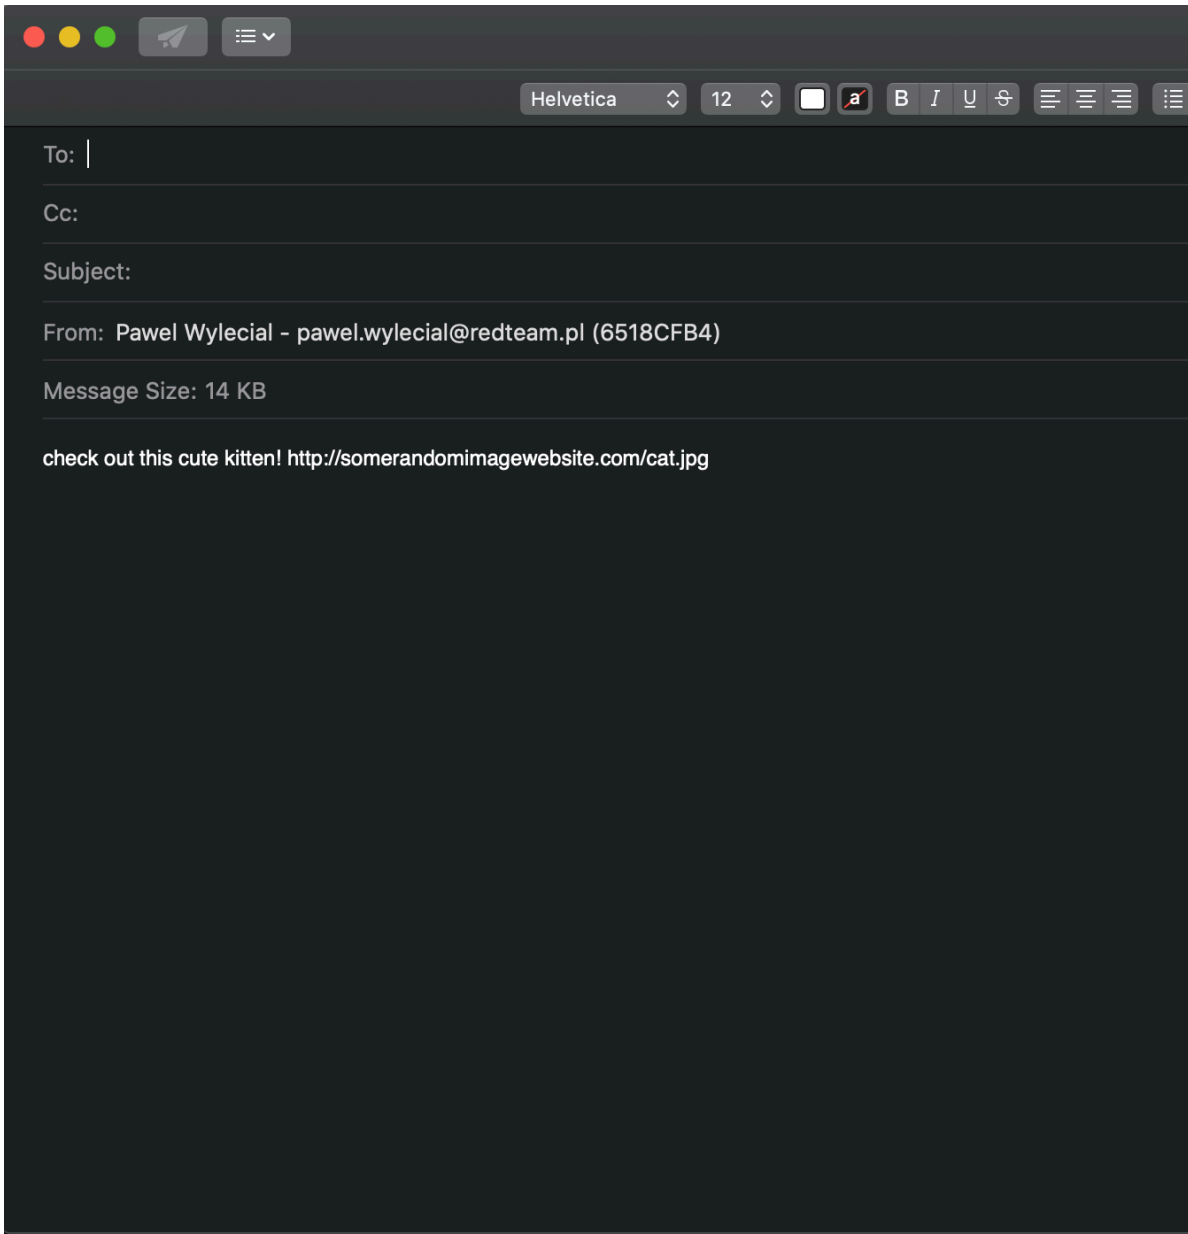 Helvetica 12 a B I U S
To:
Cc:
Subject:
From: Pawel Wylecial - pawel.wylecial@redteam.pl (6518CFB4)
Message Size: 14 KB
check out this cute kitten! http://somerandomimagewebsite.com/cat.jpg